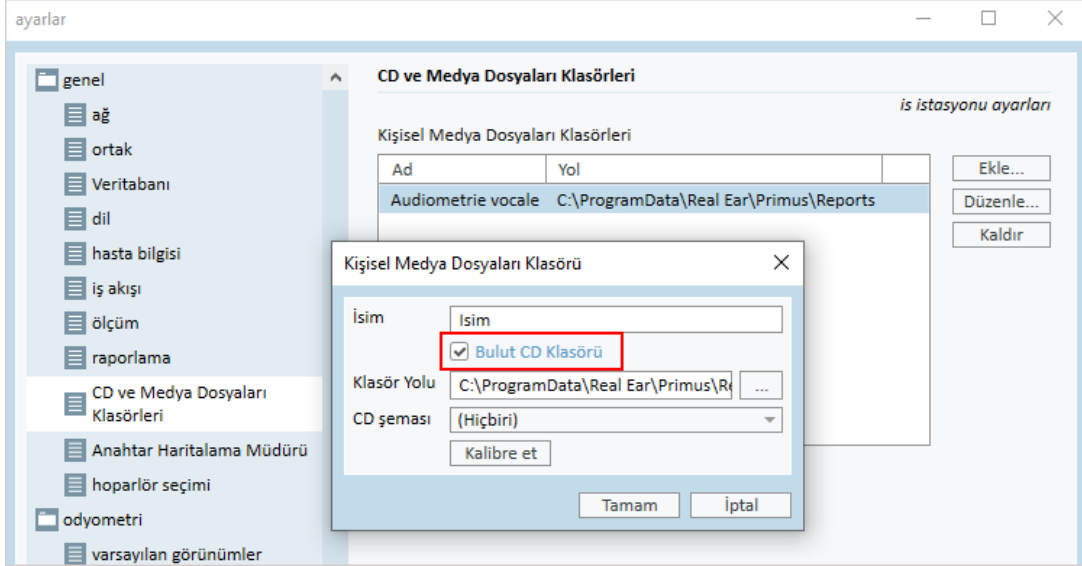 ayarlar
genel
ağ
ortak
Veritabanı
dil
hasta bilgisi
iş akışı
ölçüm
raporlama
CD ve Medya Dosyaları
Klasörleri
Anahtar Haritalama Müdürü
hoparlör seçimi
odyometri
varsayılan görünümler
CD ve Medya Dosyaları Klasörleri
is istasyonu ayarları
Kişisel Medya Dosyaları Klasörleri
Ad Yol
Audiometrie vocale C:\ProgramData\Real Ear\Primus\Reports
Ekle...
Düzenle...
Kaldır
Kişisel Medya Dosyaları Klasörü
İsim Isim
Bulut CD Klasörü
Klasör Yolu C:\ProgramData\Real Ear\Primus\Re ...
CD şeması (Hiçbiri)
Kalibre et
Tamam İptal